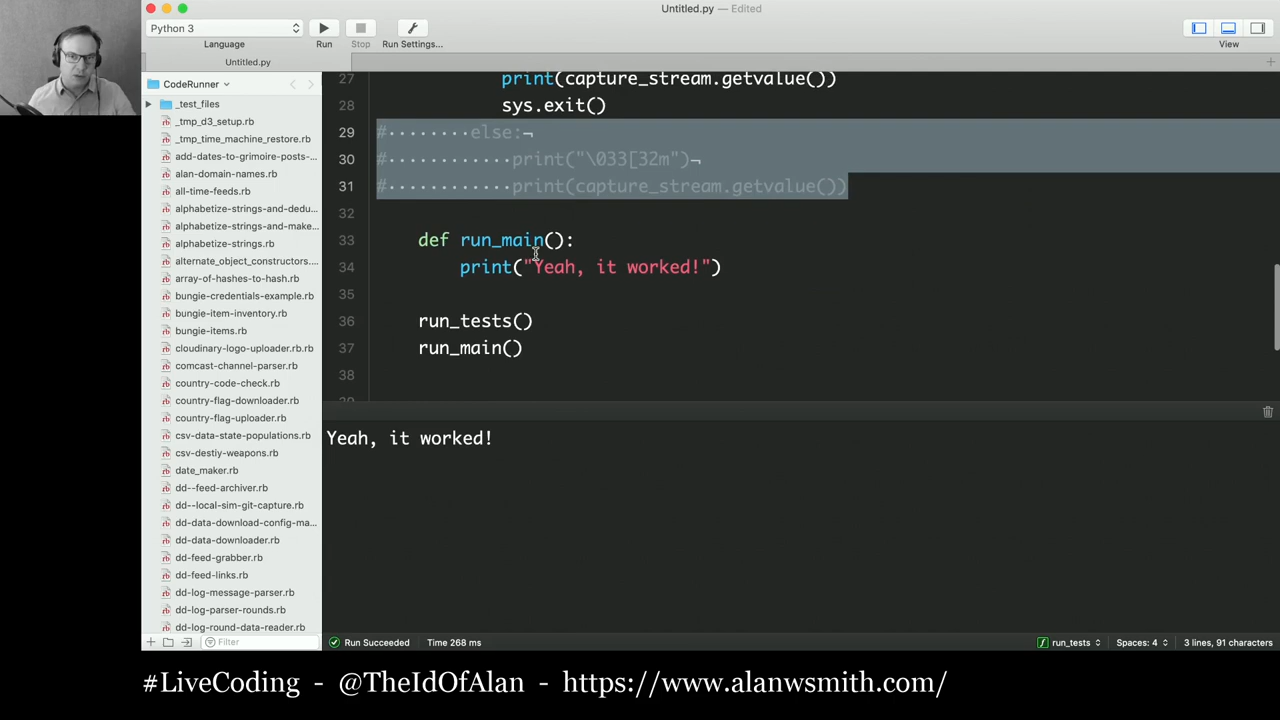 Untitled.py — Edited
Python 3
Language
Run
Stop
Run Settings...
View
Untitled.py
CodeRunner
_test_files
_tmp_d3_setup.rb
_tmp_time_machine_restore.rb
add-dates-to-grimoire-posts-...
alan-domain-names.rb
all-time-feeds.rb
alphabetize-strings-and-dedu...
alphabetize-strings-and-make...
alphabetize-strings.rb
alternate_object_constructors...
array-of-hashes-to-hash.rb
bungie-credentials-example.rb
bungie-item-inventory.rb
bungie-items.rb
cloudinary-logo-uploader.rb.rb
comcast-channel-parser.rb
country-code-check.rb
country-flag-downloader.rb
country-flag-uploader.rb
csv-data-state-populations.rb
csv-destiy-weapons.rb
date_maker.rb
dd--feed-archiver.rb
dd--local-sim-git-capture.rb
dd-data-download-config-ma...
dd-data-downloader.rb
dd-feed-grabber.rb
dd-feed-links.rb
dd-log-message-parser.rb
dd-log-parser-rounds.rb
dd-log-round-data-reader.rb
Filter
27 print(capture_stream.getvalue())
28 sys.exit()
29 #········else:¬
30 #············print("\033[32m")¬
31 #············print(capture_stream.getvalue())
32
33 def run_main():
34 print("Yeah, it worked!")
35
36 run_tests()
37 run_main()
38
39
Yeah, it worked!
Run Succeeded
Time 268 ms
run_tests
Spaces: 4
3 lines, 91 characters
#LiveCoding - @TheIdOfAlan - https://www.alanwsmith.com/